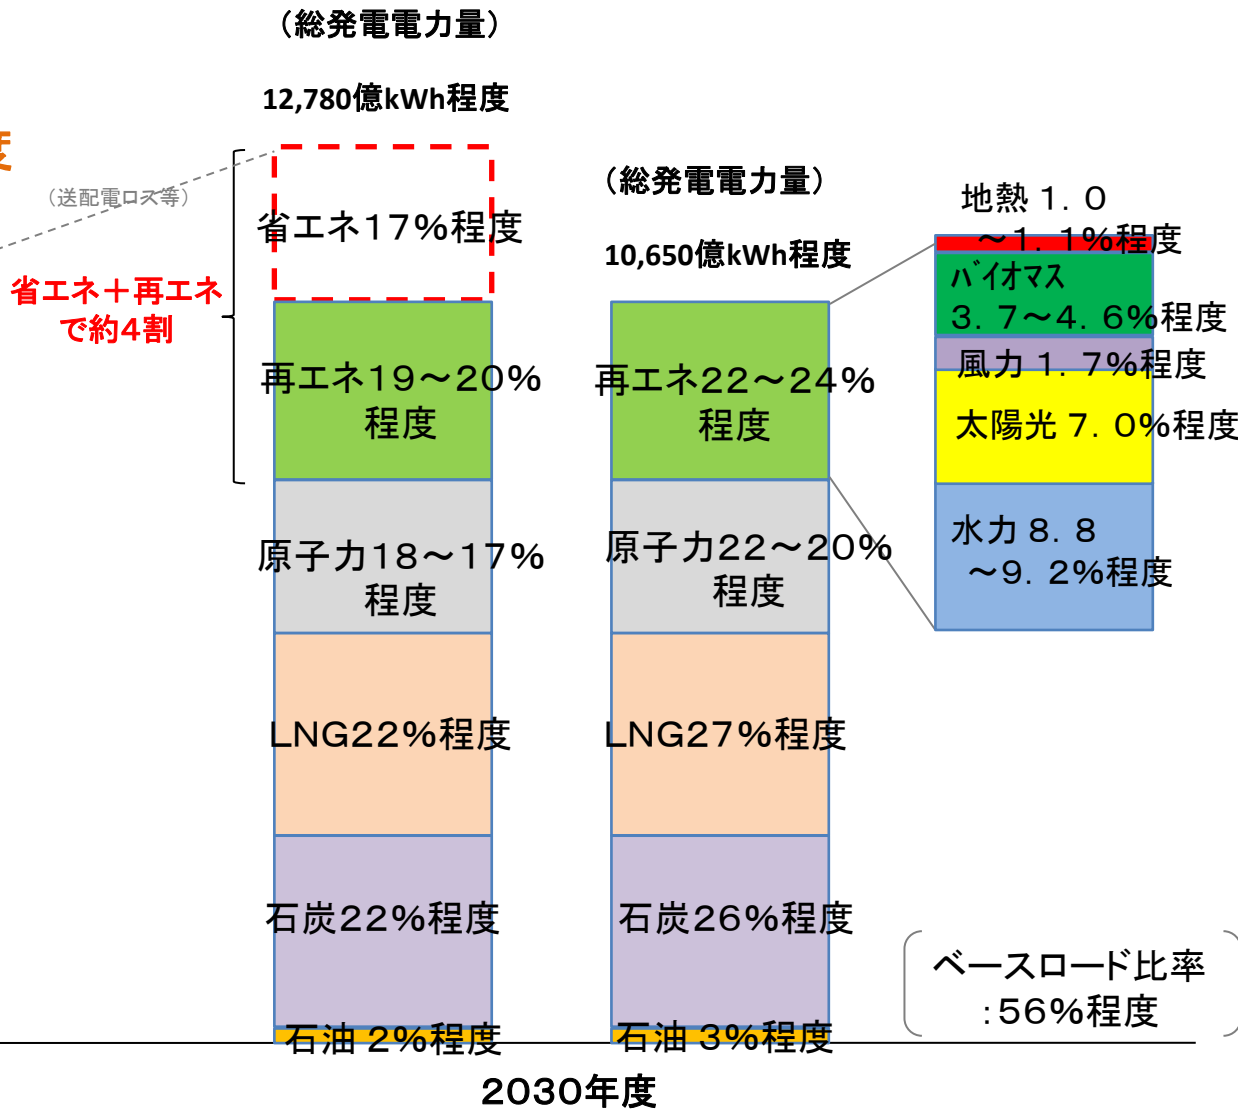 （総発電電力量）
12,780億kWh程度
度
（送配電ロス等）
省エネ＋再エネ
で約4割
省エネ１７％程度
再エネ１９～２０％
程度
原子力１８～１７％
程度
ＬＮＧ２２％程度
石炭２２％程度
石油 ２％程度
（総発電電力量）
10,650億kWh程度
再エネ２２～２４％
程度
原子力２２～２０％
程度
ＬＮＧ２７％程度
石炭２６％程度
石油 ３％程度
地熱 １．０
～１．１％程度
バイオマス
３．７～４．６％程度
風力 １．７％程度
太陽光 ７．０％程度
水力 ８．８
～９．２％程度
ベースロード比率
：５６％程度
２０３０年度